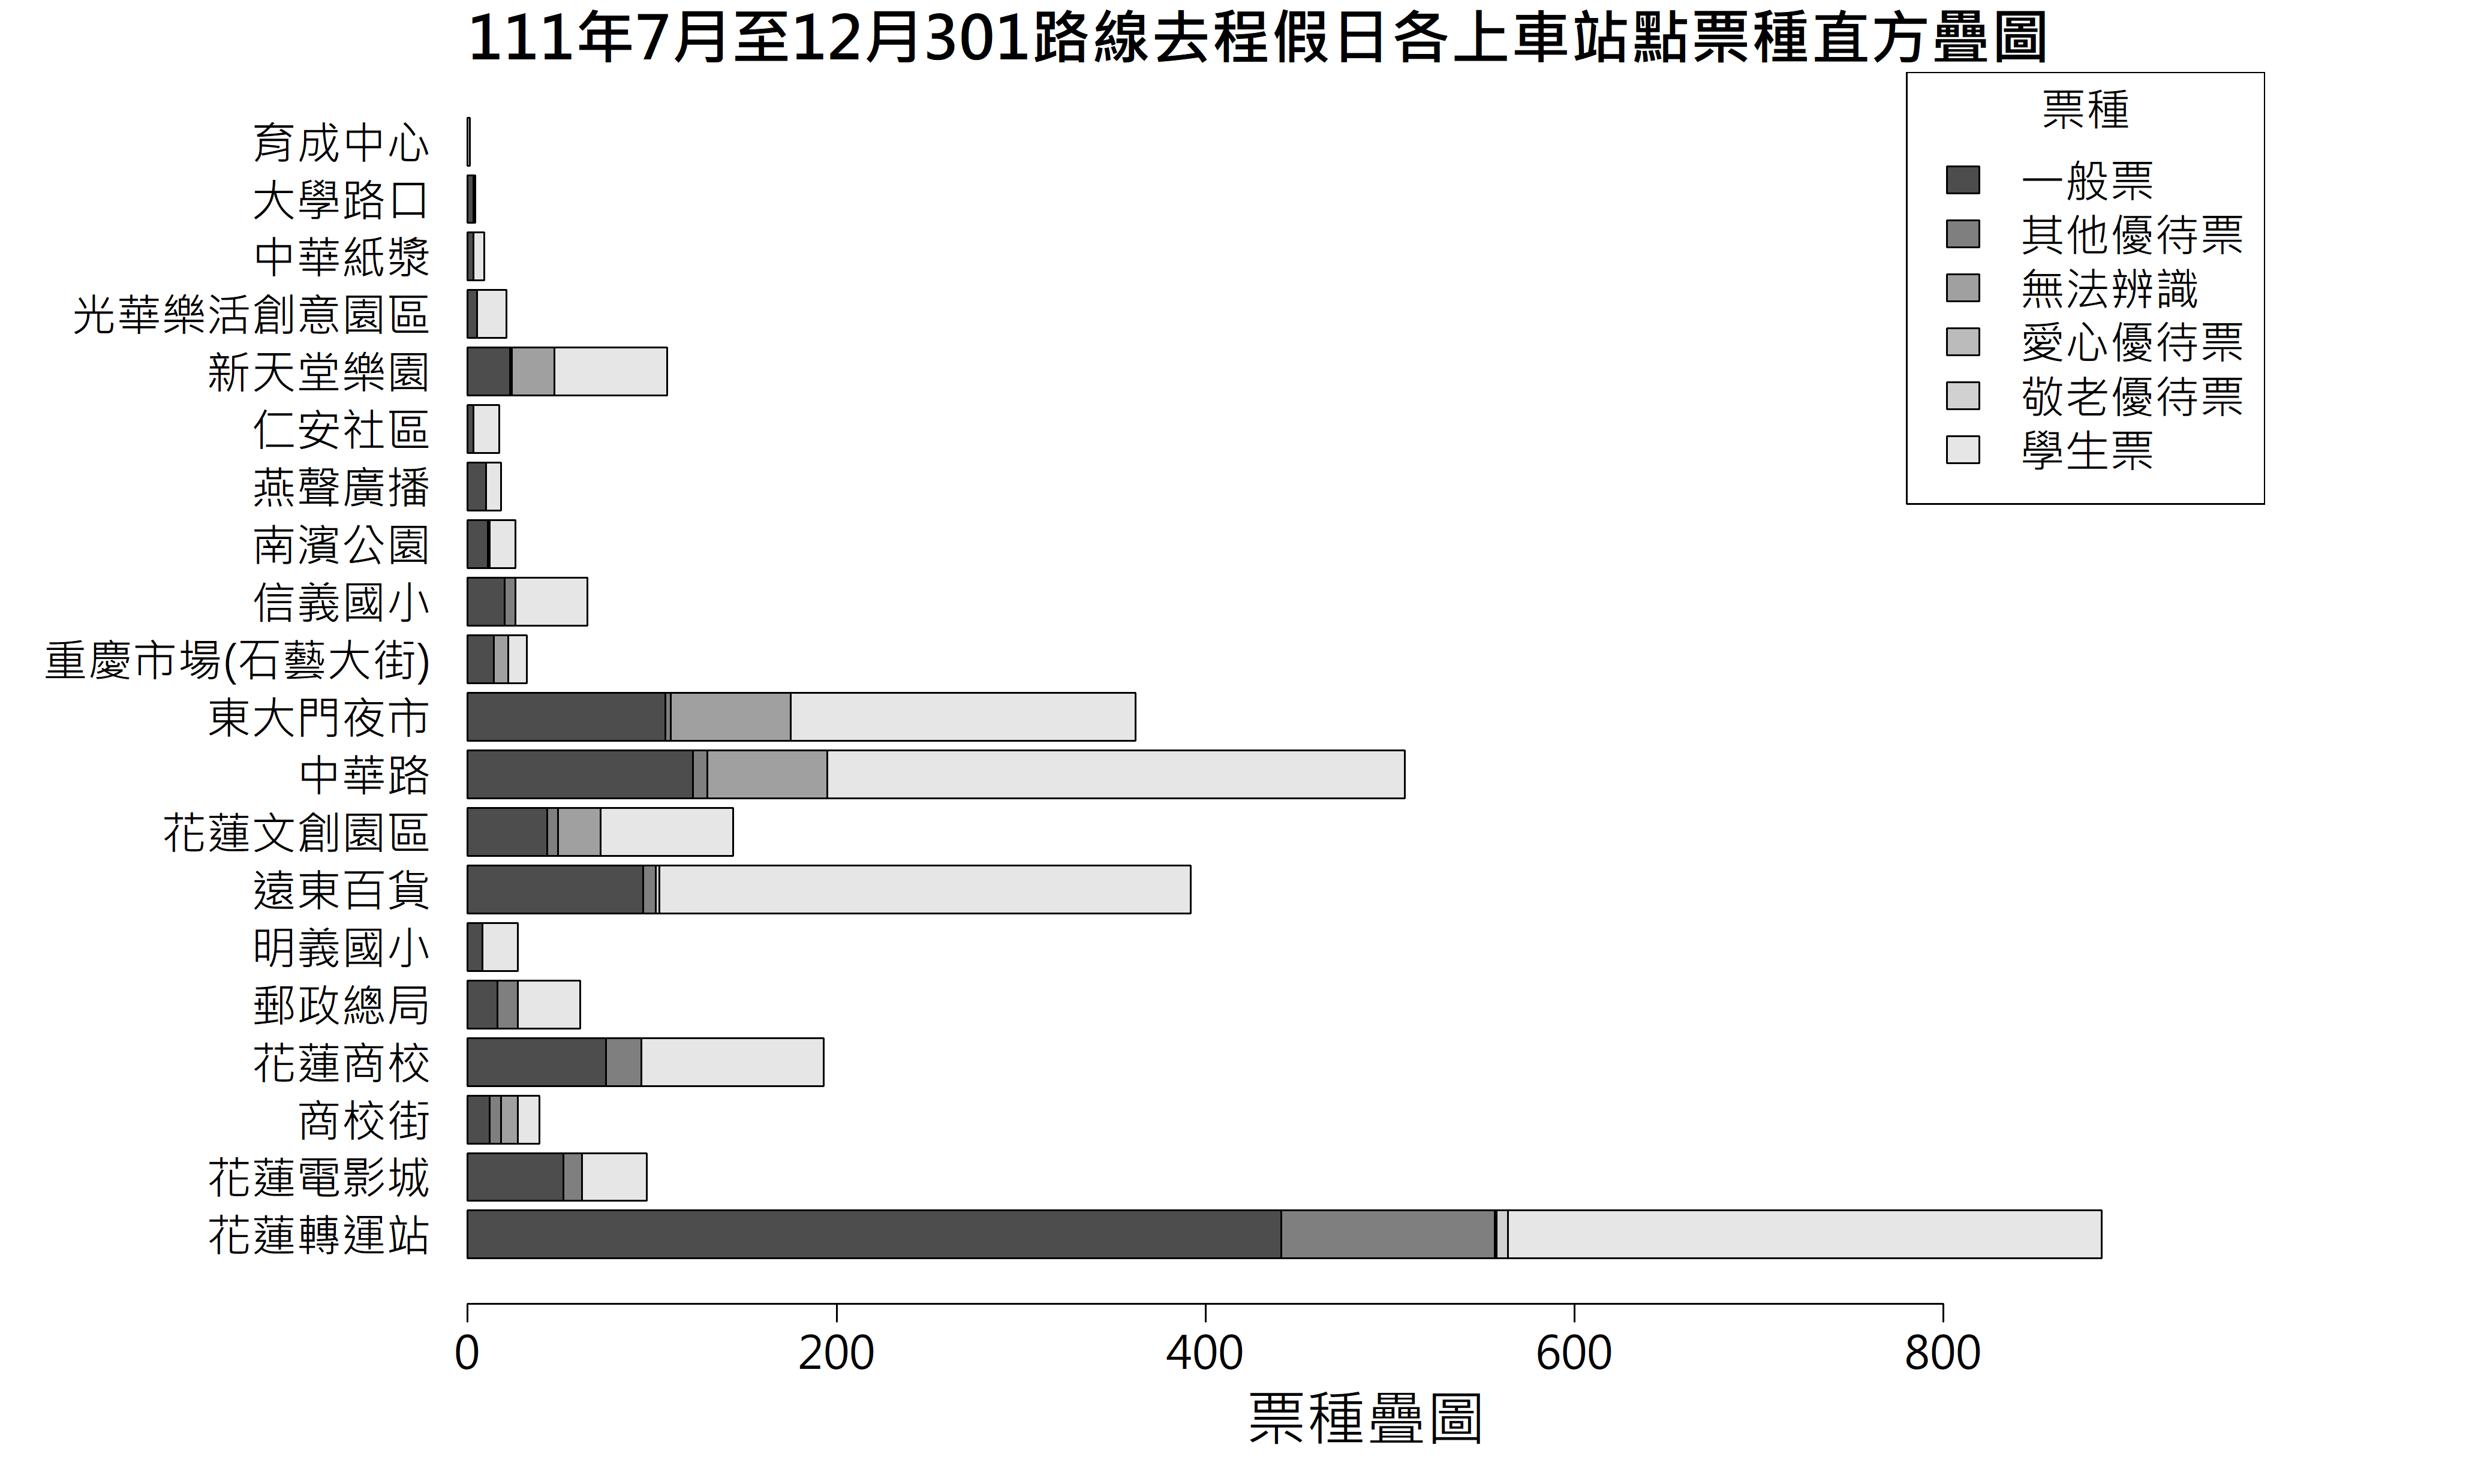 111年7月至12月301路線去程假日各上車站點票種直方疊圖
票種
一般票
其他優待票
無法辨識
愛心優待票
敬老優待票
學生票
育成中心
大學路口
中華紙漿
光華樂活創意園區
新天堂樂園
仁安社區
燕聲廣播
南濱公園
信義國小
重慶市場(石藝大街)
東大門夜市
中華路
花蓮文創園區
遠東百貨
明義國小
郵政總局
花蓮商校
商校街
花蓮電影城
花蓮轉運站
0 200 400 600 800
票種疊圖